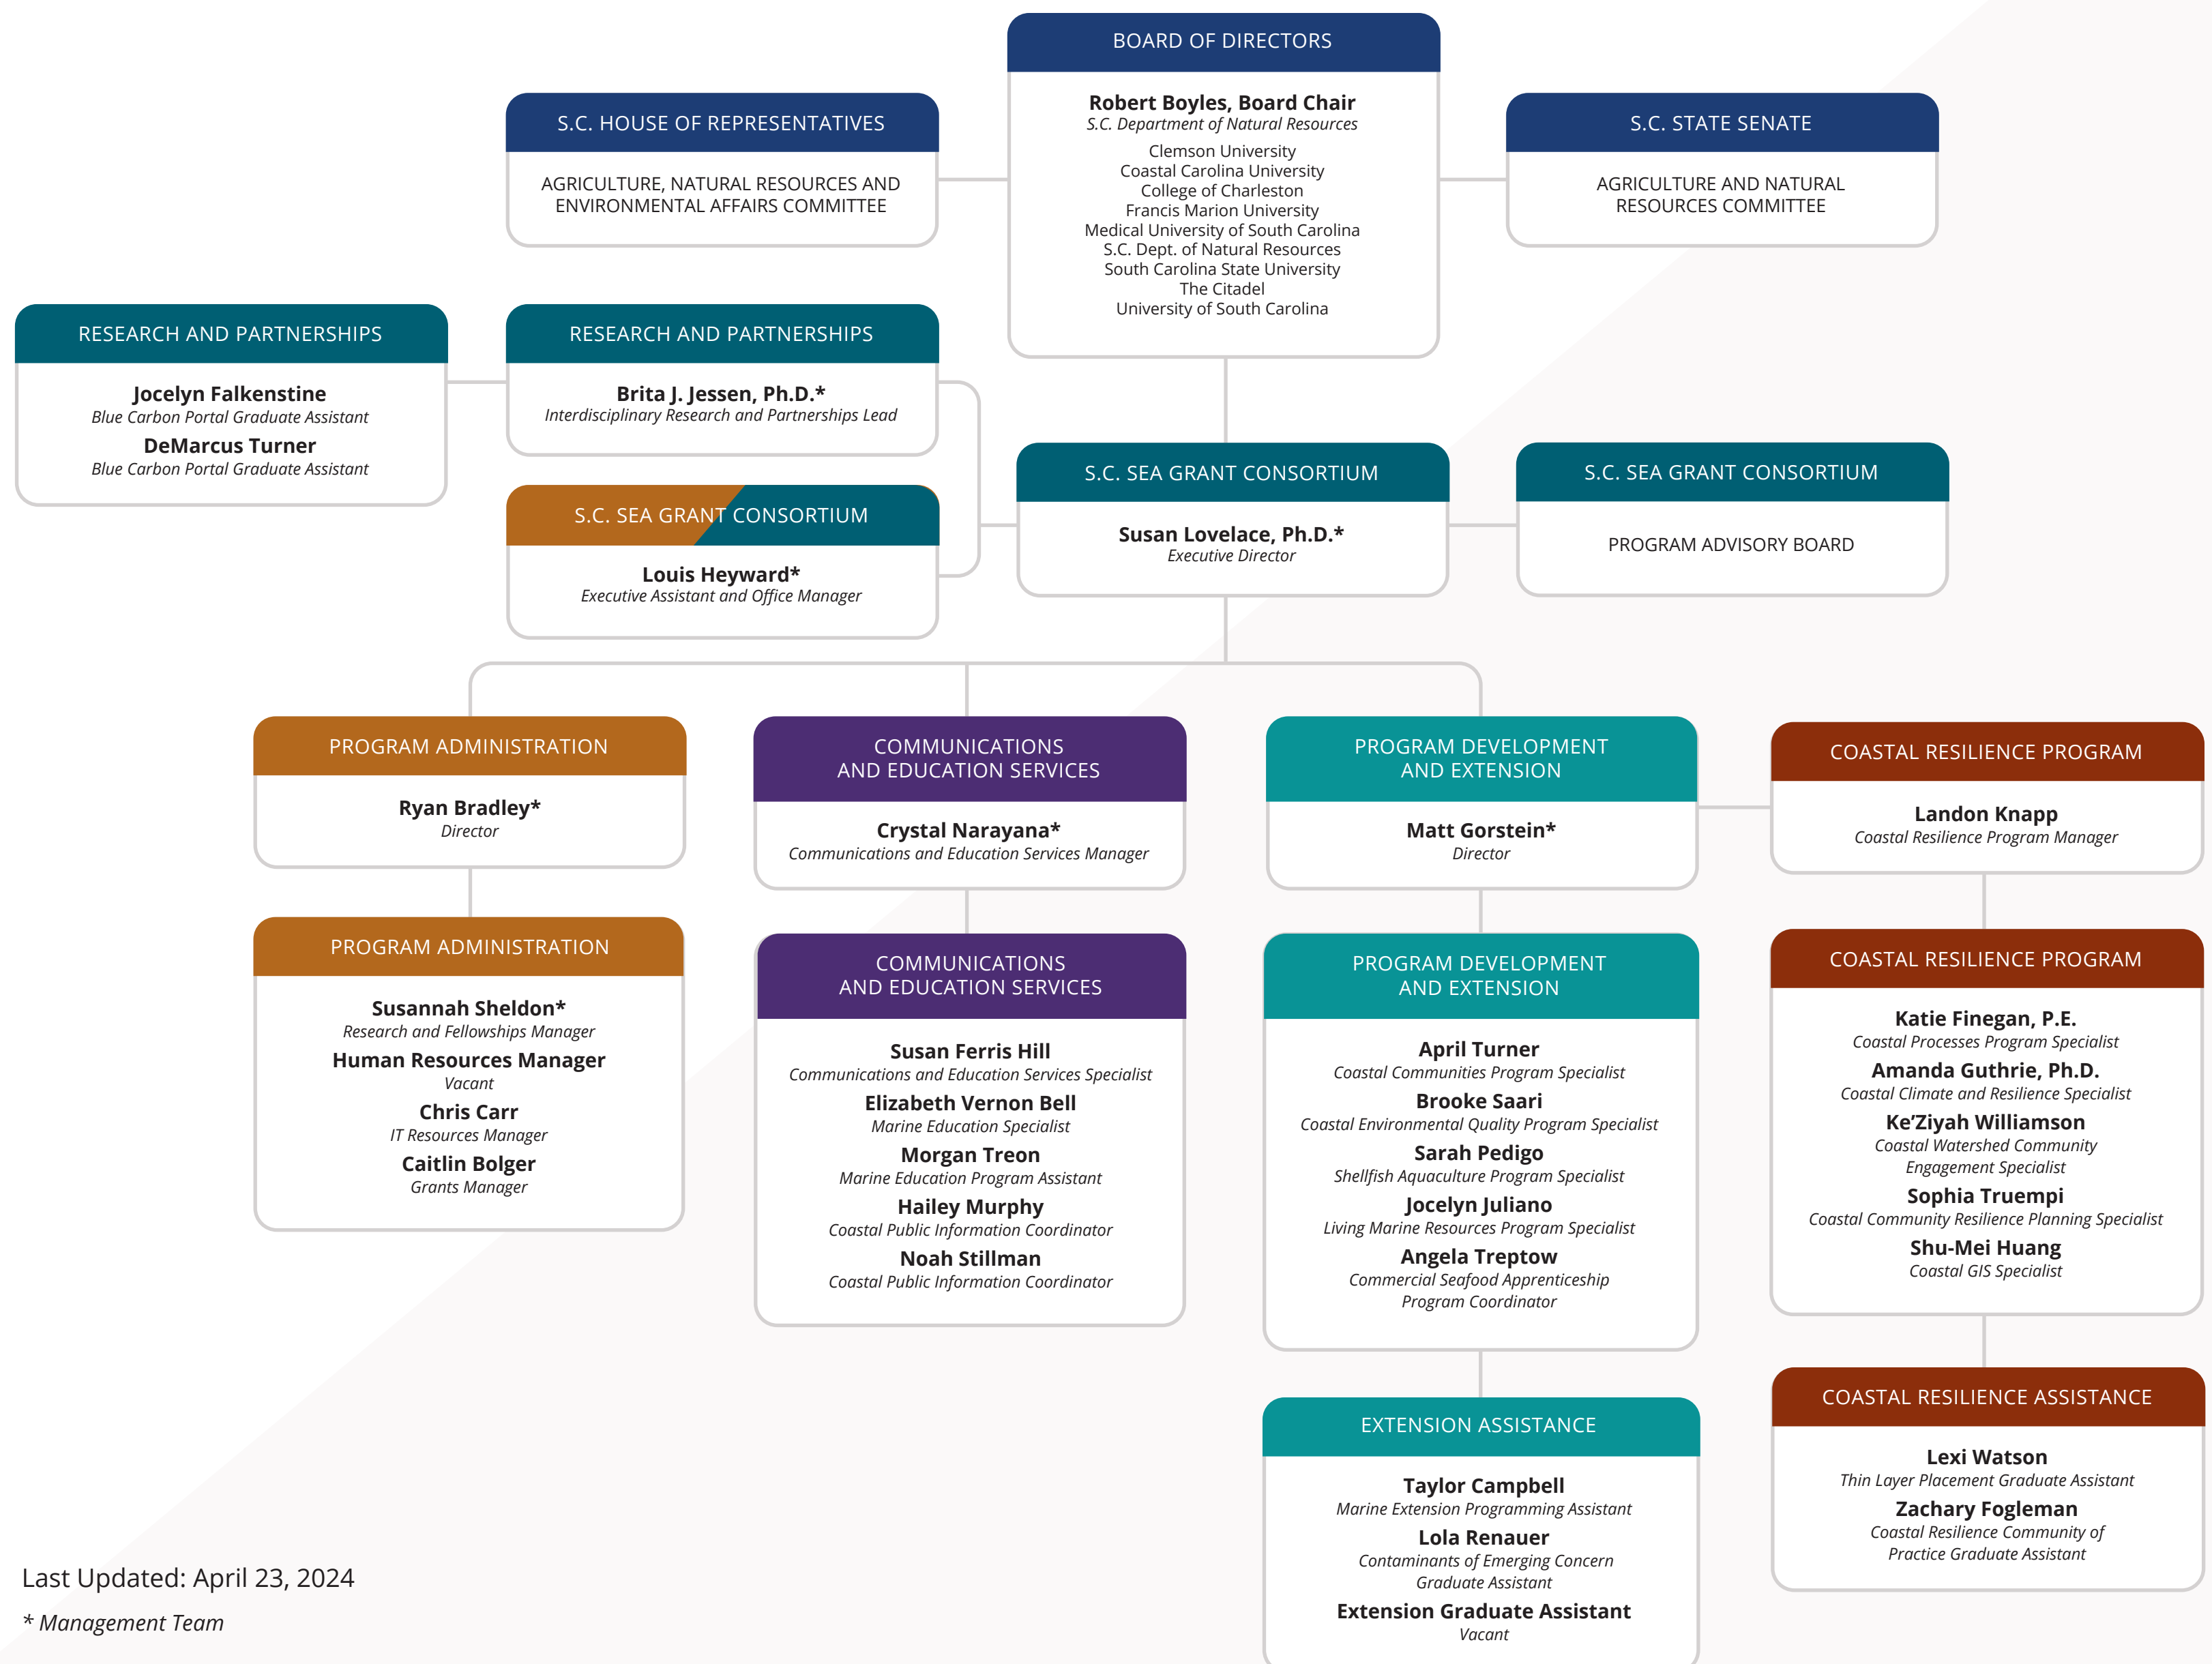 BOARD OF DIRECTORS
Robert Boyles, Board Chair
S.C. Department of Natural Resources
Clemson University
Coastal Carolina University
College of Charleston
Francis Marion University
Medical University of South Carolina
S.C. Dept. of Natural Resources
South Carolina State University
The Citadel
University of South Carolina
S.C. HOUSE OF REPRESENTATIVES
AGRICULTURE, NATURAL RESOURCES AND
ENVIRONMENTAL AFFAIRS COMMITTEE
S.C. STATE SENATE
AGRICULTURE AND NATURAL
RESOURCES COMMITTEE
RESEARCH AND PARTNERSHIPS
Jocelyn Falkenstine
Blue Carbon Portal Graduate Assistant
DeMarcus Turner
Blue Carbon Portal Graduate Assistant
RESEARCH AND PARTNERSHIPS
Brita J. Jessen, Ph.D.*
Interdisciplinary Research and Partnerships Lead
S.C. SEA GRANT CONSORTIUM
Louis Heyward*
Executive Assistant and Office Manager
S.C. SEA GRANT CONSORTIUM
Susan Lovelace, Ph.D.*
Executive Director
S.C. SEA GRANT CONSORTIUM
PROGRAM ADVISORY BOARD
PROGRAM ADMINISTRATION
Ryan Bradley*
Director
PROGRAM ADMINISTRATION
Susannah Sheldon*
Research and Fellowships Manager
Human Resources Manager
Vacant
Chris Carr
IT Resources Manager
Caitlin Bolger
Grants Manager
COMMUNICATIONS
AND EDUCATION SERVICES
Crystal Narayana*
Communications and Education Services Manager
COMMUNICATIONS
AND EDUCATION SERVICES
Susan Ferris Hill
Communications and Education Services Specialist
Elizabeth Vernon Bell
Marine Education Specialist
Morgan Treon
Marine Education Program Assistant
Hailey Murphy
Coastal Public Information Coordinator
Noah Stillman
Coastal Public Information Coordinator
PROGRAM DEVELOPMENT
AND EXTENSION
Matt Gorstein*
Director
PROGRAM DEVELOPMENT
AND EXTENSION
April Turner
Coastal Communities Program Specialist
Brooke Saari
Coastal Environmental Quality Program Specialist
Sarah Pedigo
Shellfish Aquaculture Program Specialist
Jocelyn Juliano
Living Marine Resources Program Specialist
Angela Treptow
Commercial Seafood Apprenticeship
Program Coordinator
EXTENSION ASSISTANCE
Taylor Campbell
Marine Extension Programming Assistant
Lola Renauer
Contaminants of Emerging Concern
Graduate Assistant
Extension Graduate Assistant
Vacant
COASTAL RESILIENCE PROGRAM
Landon Knapp
Coastal Resilience Program Manager
COASTAL RESILIENCE PROGRAM
Katie Finegan, P.E.
Coastal Processes Program Specialist
Amanda Guthrie, Ph.D.
Coastal Climate and Resilience Specialist
Ke’Ziyah Williamson
Coastal Watershed Community
Engagement Specialist
Sophia Truempi
Coastal Community Resilience Planning Specialist
Shu-Mei Huang
Coastal GIS Specialist
COASTAL RESILIENCE ASSISTANCE
Lexi Watson
Thin Layer Placement Graduate Assistant
Zachary Fogleman
Coastal Resilience Community of
Practice Graduate Assistant
Last Updated: April 23, 2024
* Management Team